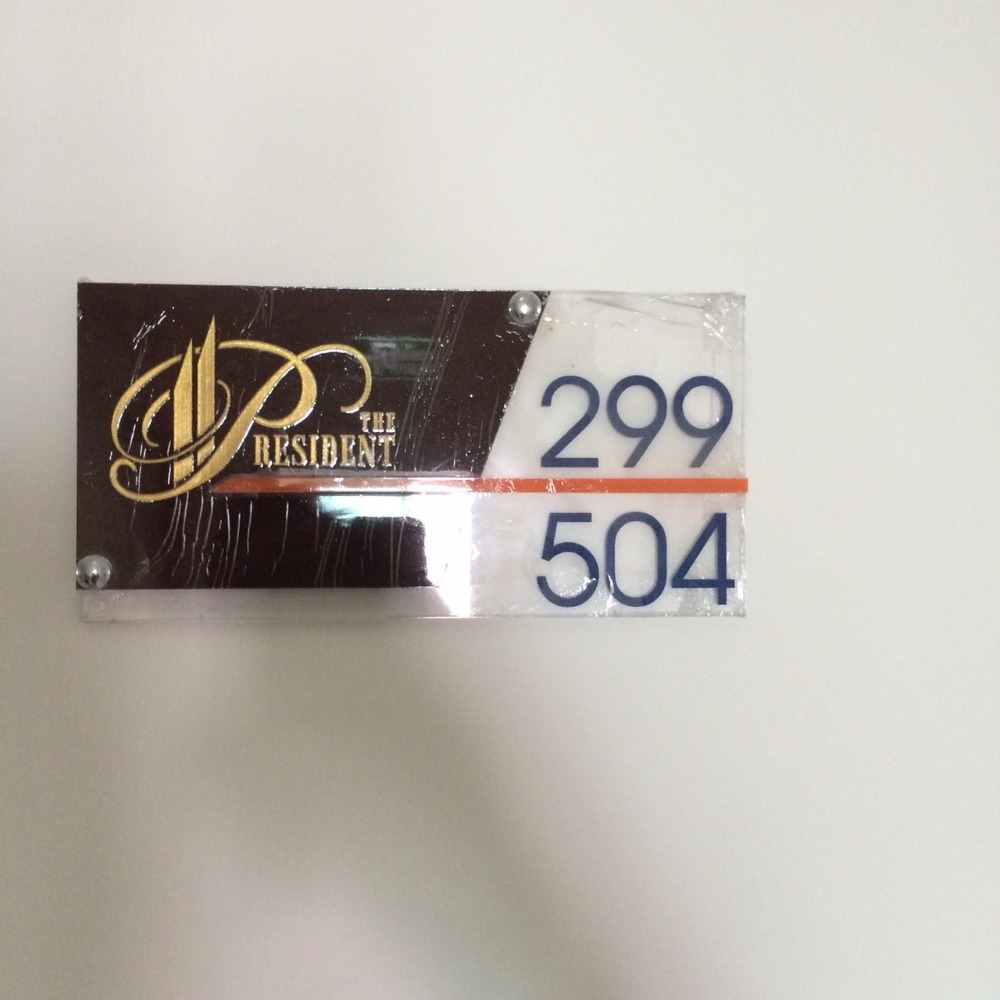 THE
PRESIDENT
299
504